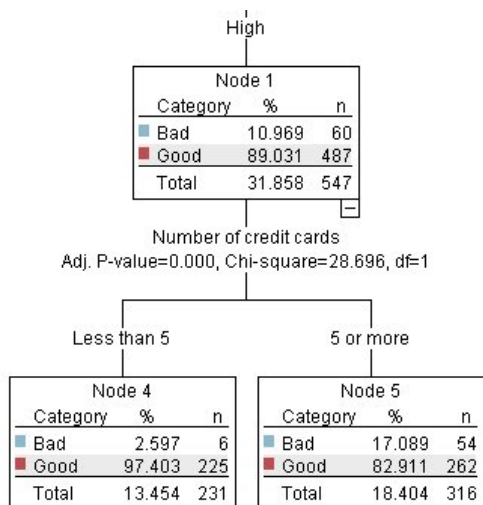 High
Node 1
Category % n
Bad 10.969 60
Good 89.031 487
Total 31.858 547
Number of credit cards
Adj. P-value=0.000, Chi-square=28.696, df=1
Less than 5
5 or more
Node 4
Category % n
Bad 2.597 6
Good 97.403 225
Total 13.454 231
Node 5
Category % n
Bad 17.089 54
Good 82.911 262
Total 18.404 316